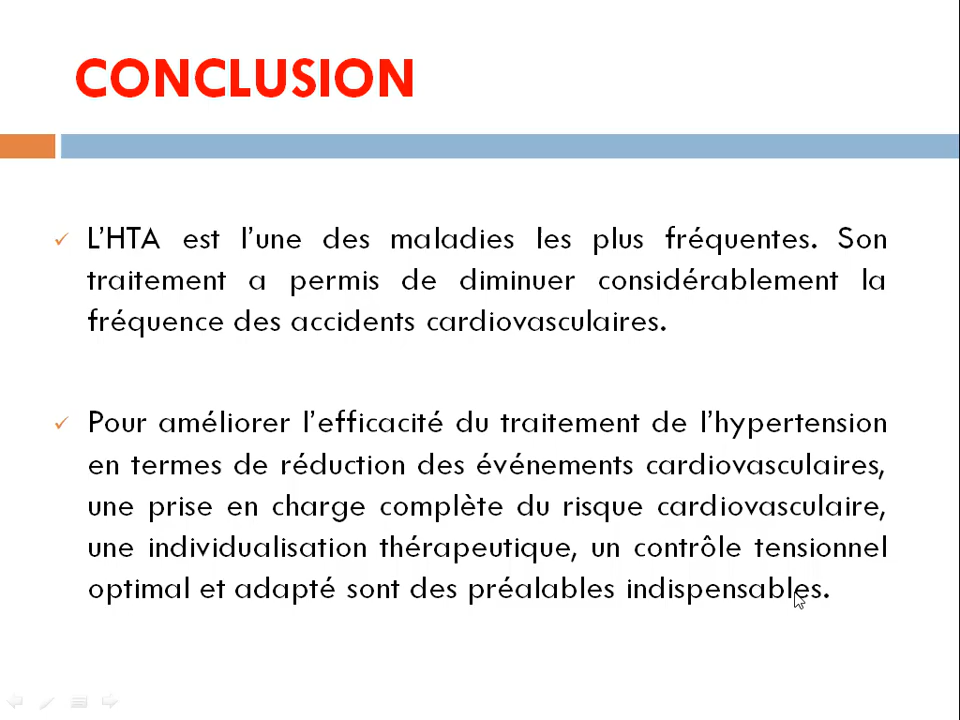 CONCLUSION
L’HTA est l’une des maladies les plus fréquentes. Son
traitement a permis de diminuer considérablement la
fréquence des accidents cardiovasculaires.
Pour améliorer l’efficacité du traitement de l’hypertension
en termes de réduction des événements cardiovasculaires,
une prise en charge complète du risque cardiovasculaire,
une individualisation thérapeutique, un contrôle tensionnel
optimal et adapté sont des préalables indispensables.